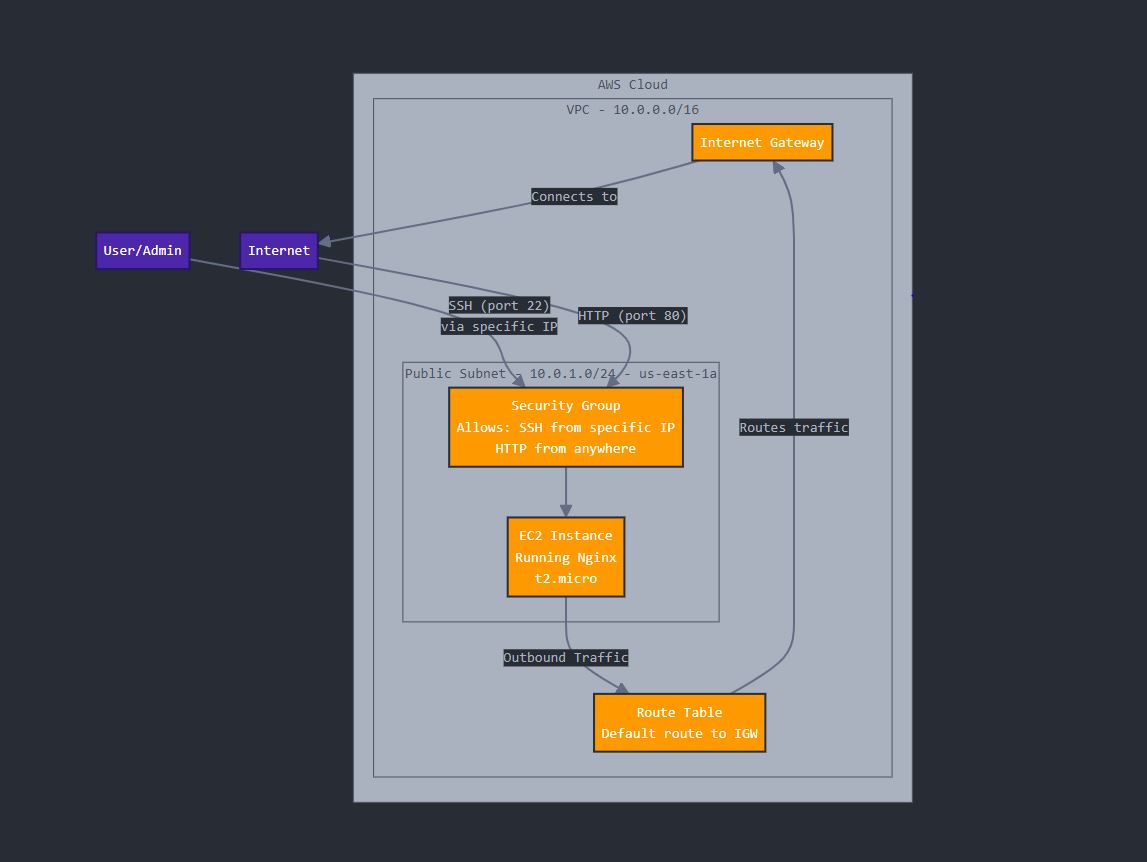 AWS Cloud
VPC - 10.0.0.0/16
Internet Gateway
Connects to
User/Admin
Internet
SSH (port 22)
via specific IP
HTTP (port 80)
Public Subnet - 10.0.1.0/24 - us-east-1a
Security Group
Allows: SSH from specific IP
HTTP from anywhere
Routes traffic
EC2 Instance
Running Nginx
t2.micro
Outbound Traffic
Route Table
Default route to IGW